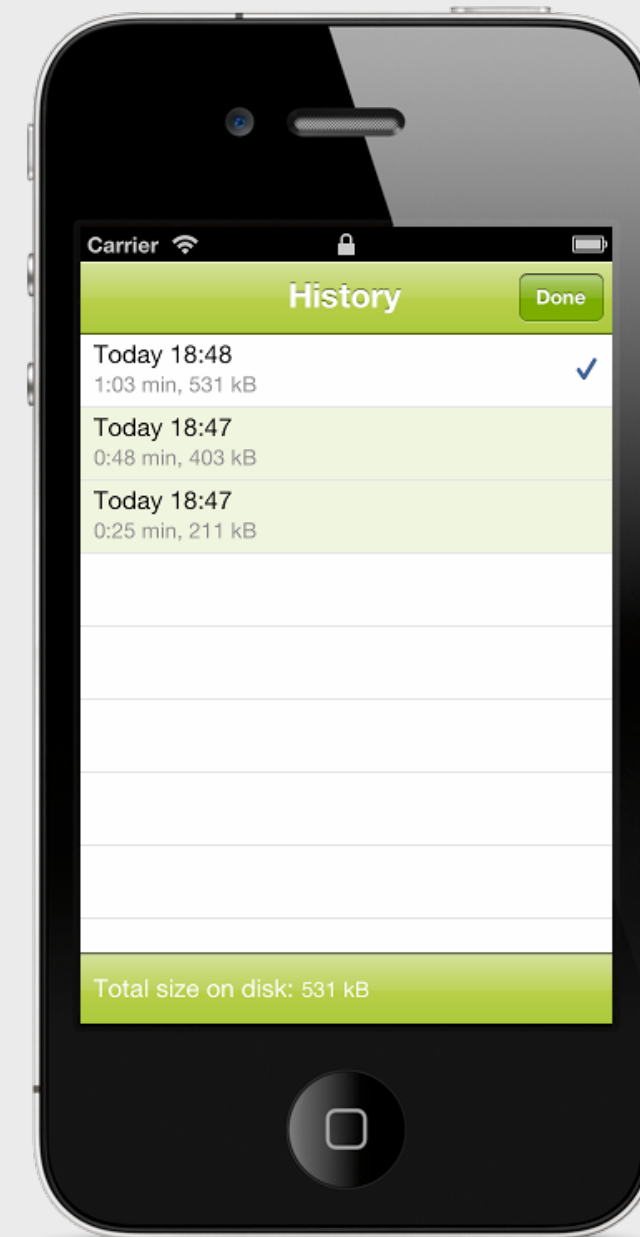 Carrier
History
Done
Today 18:48
1:03 min, 531 kB
Today 18:47
0:48 min, 403 kB
Today 18:47
0:25 min, 211 kB
Total size on disk: 531 kB